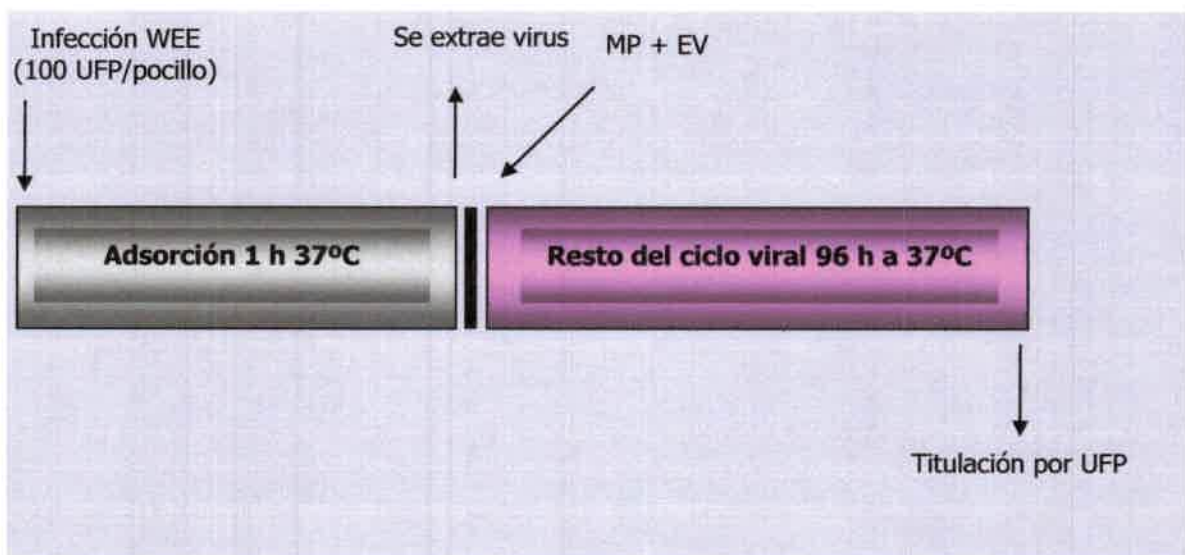 Infección WEE
(100 UFP/pocillo)
Se extrae virus
MP + EV
Adsorción 1 h 37ºC
Resto del ciclo viral 96 h a 37ºC
Titulación por UFP